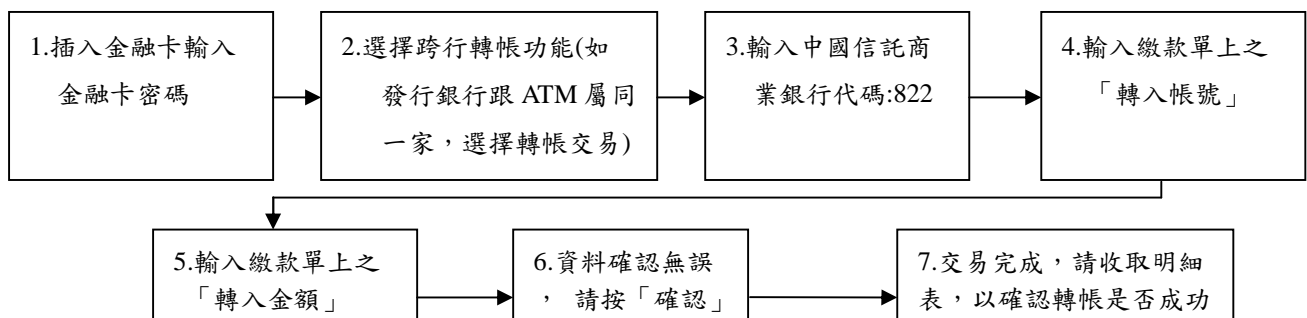 1.插入金融卡輸入
金融卡密碼
2.選擇跨行轉帳功能(如
發行銀行跟 ATM 屬同
一家，選擇轉帳交易)
3.輸入中國信託商
業銀行代碼:822
4.輸入繳款單上之
「轉入帳號」
5.輸入繳款單上之
「轉入金額」
6.資料確認無誤
， 請按「確認」
7.交易完成，請收取明細
表，以確認轉帳是否成功